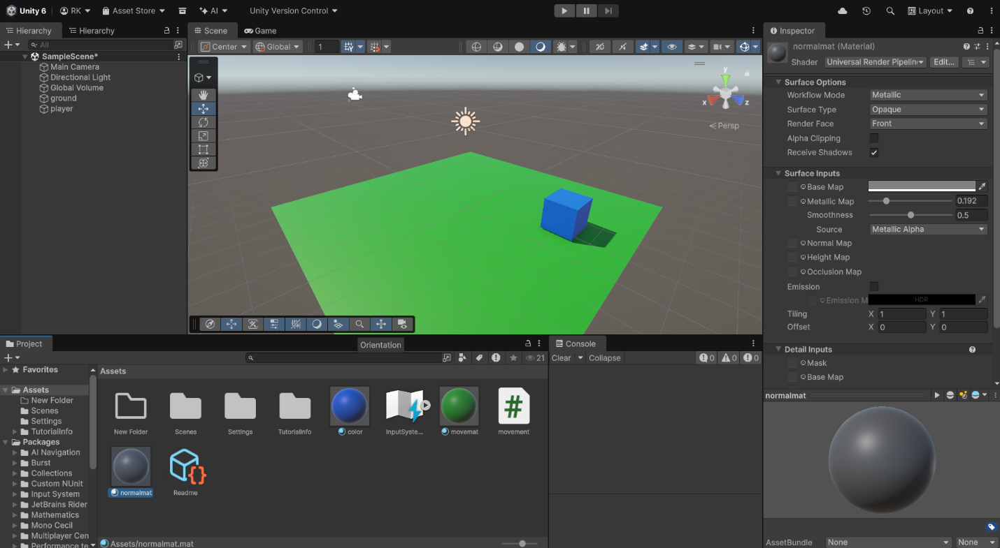 Unity 6 RK Asset Store AI Unity Version Control Layout
Hierarchy Hierarchy
All
SampleScene*
Main Camera
Directional Light
Global Volume
ground
player
Scene Game
Center Global 1
y
x z
Persp
Inspector
normalmat (Material)
Shader Universal Render Pipelin Edit...
Surface Options
Workflow Mode Metallic
Surface Type Opaque
Render Face Front
Alpha Clipping
Receive Shadows
Surface Inputs
Base Map
Metallic Map 0.192
Smoothness 0.5
Source Metallic Alpha
Normal Map
Height Map
Occlusion Map
Emission
Emission M HDR
Tiling X 1 Y 1
Offset X 0 Y 0
Detail Inputs
Mask
Base Map
normalmat
AssetBundle None None
Project
Orientation
21
Favorites
Assets
New Folder
Scenes
Settings
TutorialInfo
Packages
AI Navigation
Burst
Collections
Custom NUnit
Input System
JetBrains Rider
Mathematics
Mono Cecil
Multiplayer Cen
Performance te
Assets
New Folder Scenes Settings TutorialInfo color InputSyste... movemat movement
normalmat Readme
Assets/normalmat.mat
Console
Clear Collapse 0 0 0